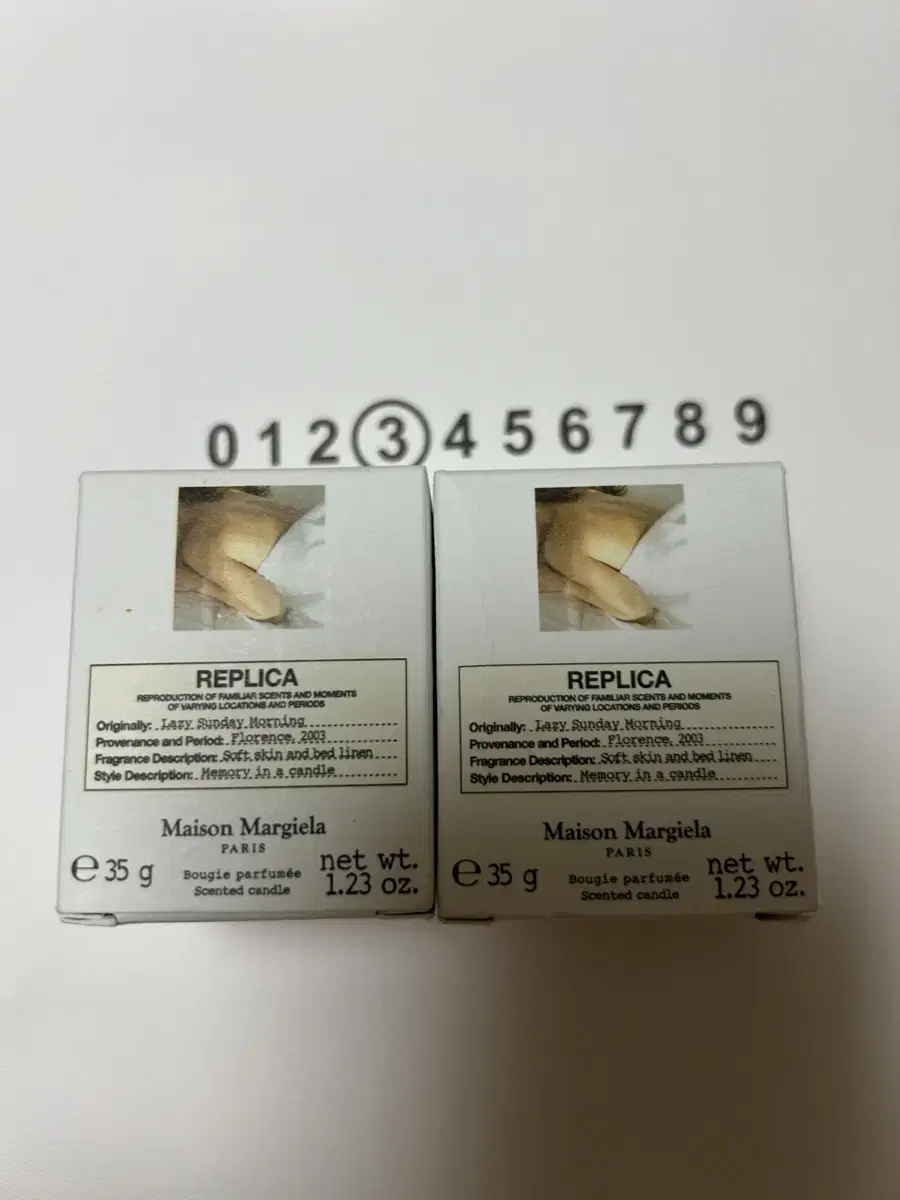 0 1 2 3 4 5 6 7 8 9
REPLICA
REPRODUCTION OF FAMILIAR SCENTS AND MOMENTS
OF VARYING LOCATIONS AND PERIODS
Originally: Lazy Sunday Morning
Provenance and Period: Florence, 2003
Fragrance Description: Soft skin and bed linen
Style Description: Memory in a candle
Maison Margiela
PARIS
℮ 35 g
Bougie parfumée
Scented candle
net wt.
1.23 oz.
REPLICA
REPRODUCTION OF FAMILIAR SCENTS AND MOMENTS
OF VARYING LOCATIONS AND PERIODS
Originally: Lazy Sunday Morning
Provenance and Period: Florence, 2003
Fragrance Description: Soft skin and bed linen
Style Description: Memory in a candle
Maison Margiela
PARIS
℮ 35 g
Bougie parfumée
Scented candle
net wt.
1.23 oz.